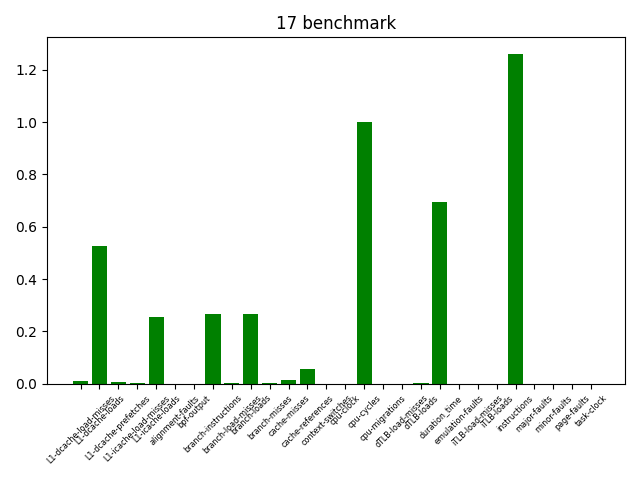 17 benchmark
1.2
1.0
0.8
0.6
0.4
0.2
0.0
L1-dcache-load-misses
L1-dcache-loads
L1-dcache-prefetches
L1-icache-load-misses
L1-icache-loads
alignment-faults
bpf-output
branch-instructions
branch-load-misses
branch-loads
branch-misses
cache-misses
cache-references
context-switches
cpu-clock
cpu-cycles
cpu-migrations
dTLB-load-misses
dTLB-loads
duration_time
emulation-faults
iTLB-load-misses
iTLB-loads
instructions
major-faults
minor-faults
page-faults
task-clock